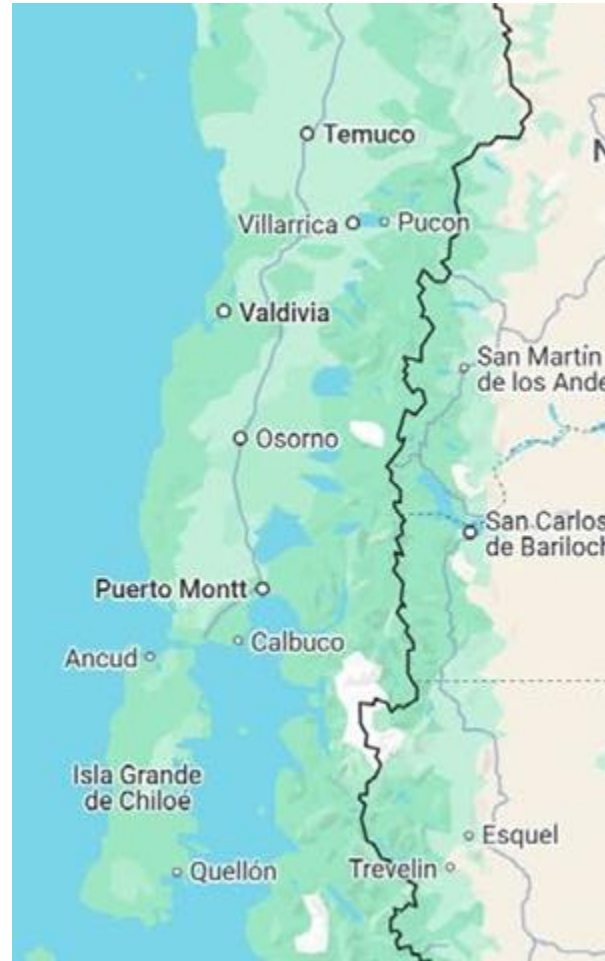 Temuco
N
Villarrica
Pucon
Valdivia
San Martín
de los Ande
Osorno
San Carlos
de Bariloch
Puerto Montt
Calbuco
Ancud
Isla Grande
de Chiloé
Esquel
Trevelin
Quellón